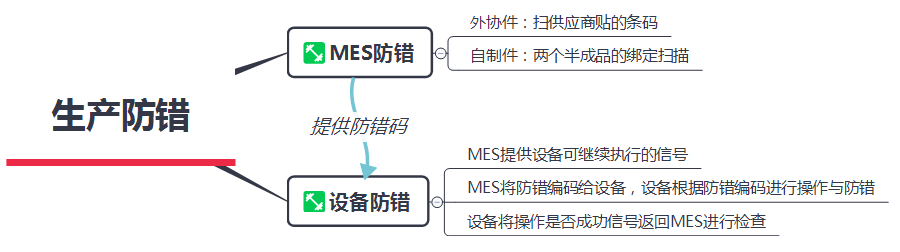 生产防错
MES防错
外协件：扫供应商贴的条码
自制件：两个半成品的绑定扫描
提供防错码
设备防错
MES提供设备可继续执行的信号
MES将防错编码给设备，设备根据防错编码进行操作与防错
设备将操作是否成功信号返回MES进行检查